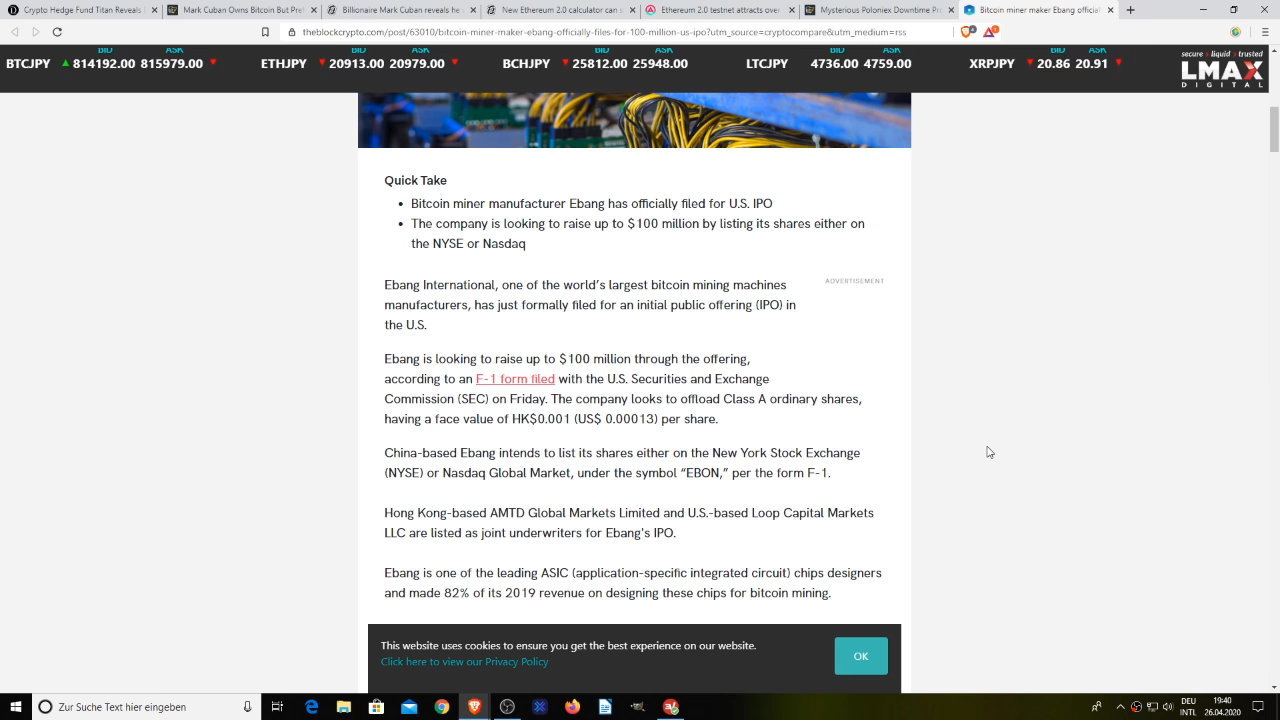 Crypto Hedge Fund Titan Reveals
Mark Cuban Owns Bitcoin But Pre
Billionaire Mark Cuban reveals he
New Ethereum 2.0 calculator can s
Ethereum 2.0 testnet attracts over
Mysterious Poloniex Downtime Pr
Bitcoin miner maker Ebang official
theblockcrypto.com/post/63010/bitcoin-miner-maker-ebang-officially-files-for-100-million-us-ipo?utm_source=cryptocompare&utm_medium=rss
BID ASK BID ASK BID ASK BID ASK BID ASK
BTCJPY 814192.00 815979.00 ETHJPY 20913.00 20979.00 BCHJPY 25812.00 25948.00 LTCJPY 4736.00 4759.00 XRPJPY 20.86 20.91
secure liquid trusted
LMAX
DIGITAL
Quick Take
• Bitcoin miner manufacturer Ebang has officially filed for U.S. IPO
• The company is looking to raise up to $100 million by listing its shares either on
the NYSE or Nasdaq
Ebang International, one of the world's largest bitcoin mining machines
manufacturers, has just formally filed for an initial public offering (IPO) in
the U.S.
ADVERTISEMENT
Ebang is looking to raise up to $100 million through the offering,
according to an F-1 form filed with the U.S. Securities and Exchange
Commission (SEC) on Friday. The company looks to offload Class A ordinary shares,
having a face value of HK$0.001 (US$ 0.00013) per share.
China-based Ebang intends to list its shares either on the New York Stock Exchange
(NYSE) or Nasdaq Global Market, under the symbol “EBON,” per the form F-1.
Hong Kong-based AMTD Global Markets Limited and U.S.-based Loop Capital Markets
LLC are listed as joint underwriters for Ebang's IPO.
Ebang is one of the leading ASIC (application-specific integrated circuit) chips designers
and made 82% of its 2019 revenue on designing these chips for bitcoin mining.
This website uses cookies to ensure you get the best experience on our website.
Click here to view our Privacy Policy
OK
Zur Suche Text hier eingeben
DEU
INTL
19:40
26.04.2020